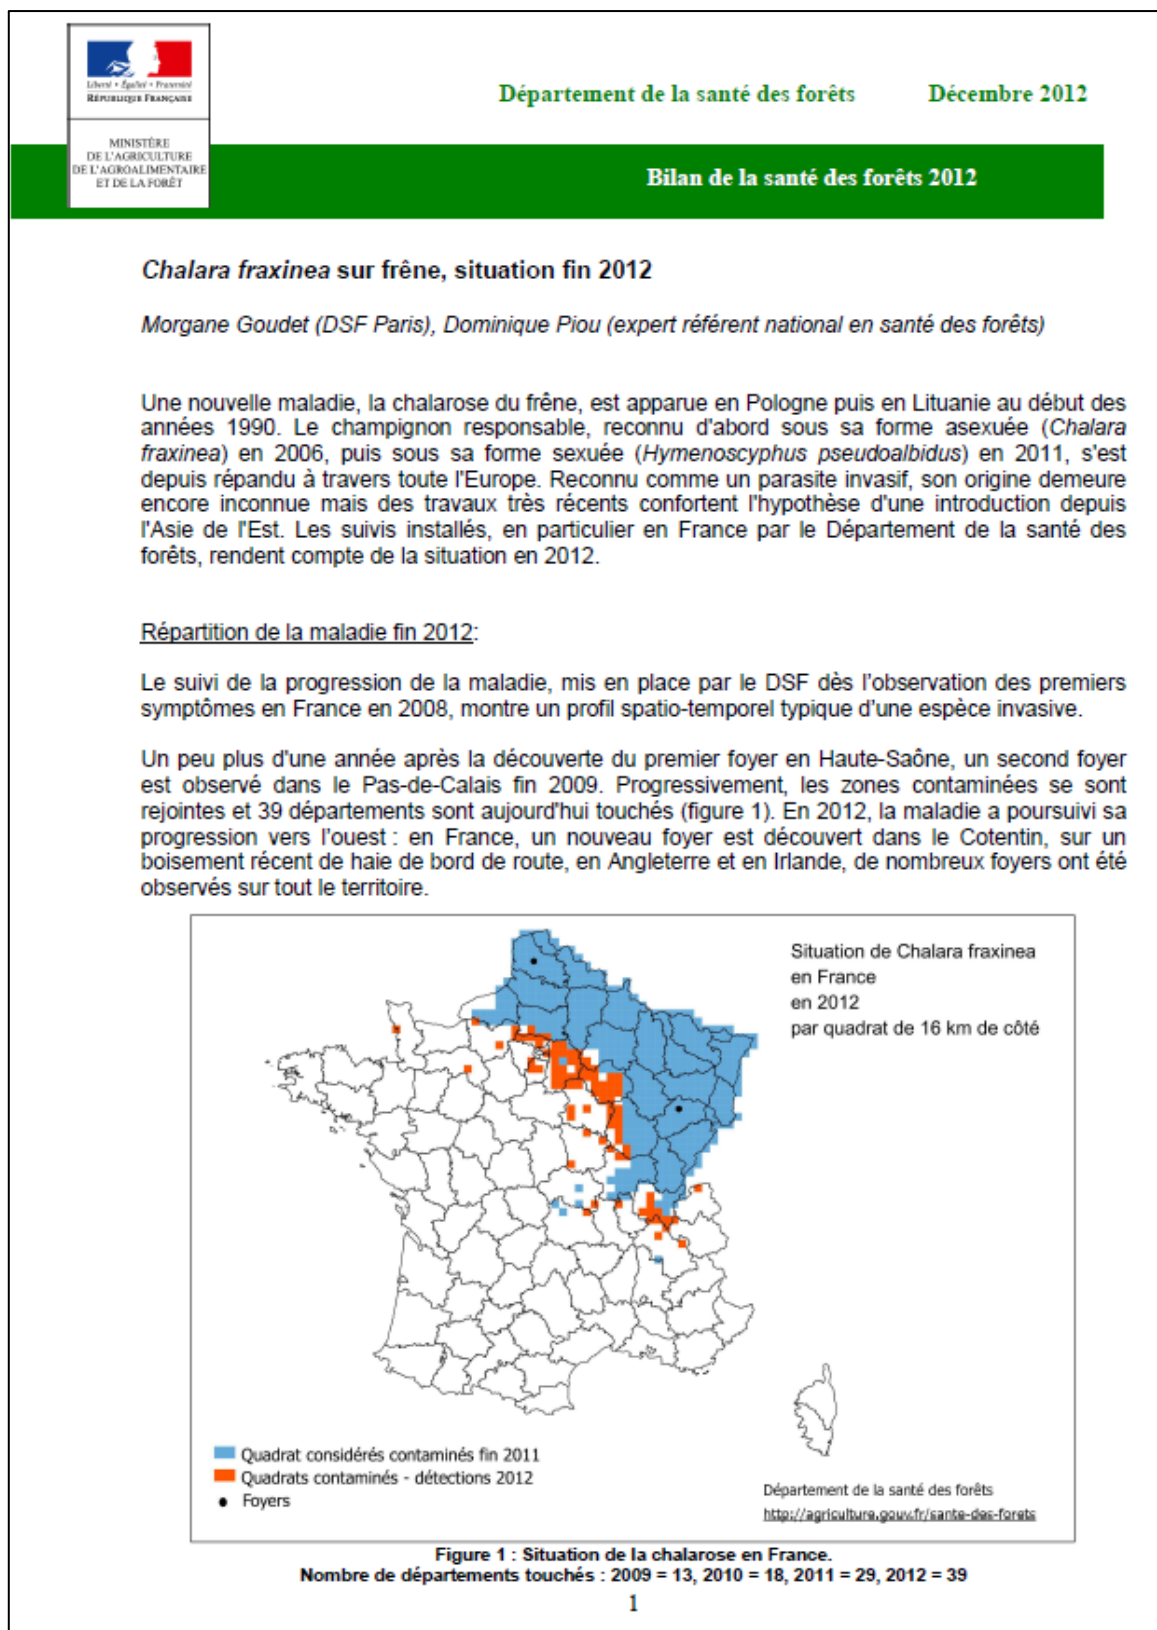 Liberté • Égalité • Fraternité
RÉPUBLIQUE FRANÇAISE
MINISTÈRE
DE L'AGRICULTURE
DE L'AGROALIMENTAIRE
ET DE LA FORÊT
Département de la santé des forêts Décembre 2012
Bilan de la santé des forêts 2012
Chalara fraxinea sur frêne, situation fin 2012
Morgane Goudet (DSF Paris), Dominique Piou (expert référent national en santé des forêts)
Une nouvelle maladie, la chalarose du frêne, est apparue en Pologne puis en Lituanie au début des
années 1990. Le champignon responsable, reconnu d'abord sous sa forme asexuée (Chalara
fraxinea) en 2006, puis sous sa forme sexuée (Hymenoscyphus pseudoalbidus) en 2011, s'est
depuis répandu à travers toute l'Europe. Reconnu comme un parasite invasif, son origine demeure
encore inconnue mais des travaux très récents confortent l'hypothèse d'une introduction depuis
l'Asie de l'Est. Les suivis installés, en particulier en France par le Département de la santé des
forêts, rendent compte de la situation en 2012.
Répartition de la maladie fin 2012:
Le suivi de la progression de la maladie, mis en place par le DSF dès l'observation des premiers
symptômes en France en 2008, montre un profil spatio-temporel typique d'une espèce invasive.
Un peu plus d'une année après la découverte du premier foyer en Haute-Saône, un second foyer
est observé dans le Pas-de-Calais fin 2009. Progressivement, les zones contaminées se sont
rejointes et 39 départements sont aujourd'hui touchés (figure 1). En 2012, la maladie a poursuivi sa
progression vers l'ouest : en France, un nouveau foyer est découvert dans le Cotentin, sur un
boisement récent de haie de bord de route, en Angleterre et en Irlande, de nombreux foyers ont été
observés sur tout le territoire.
Situation de Chalara fraxinea
en France
en 2012
par quadrat de 16 km de côté
Quadrat considérés contaminés fin 2011
Quadrats contaminés - détections 2012
Foyers
Département de la santé des forêts
http://agriculture.gouv.fr/sante-des-forets
Figure 1 : Situation de la chalarose en France.
Nombre de départements touchés : 2009 = 13, 2010 = 18, 2011 = 29, 2012 = 39
1